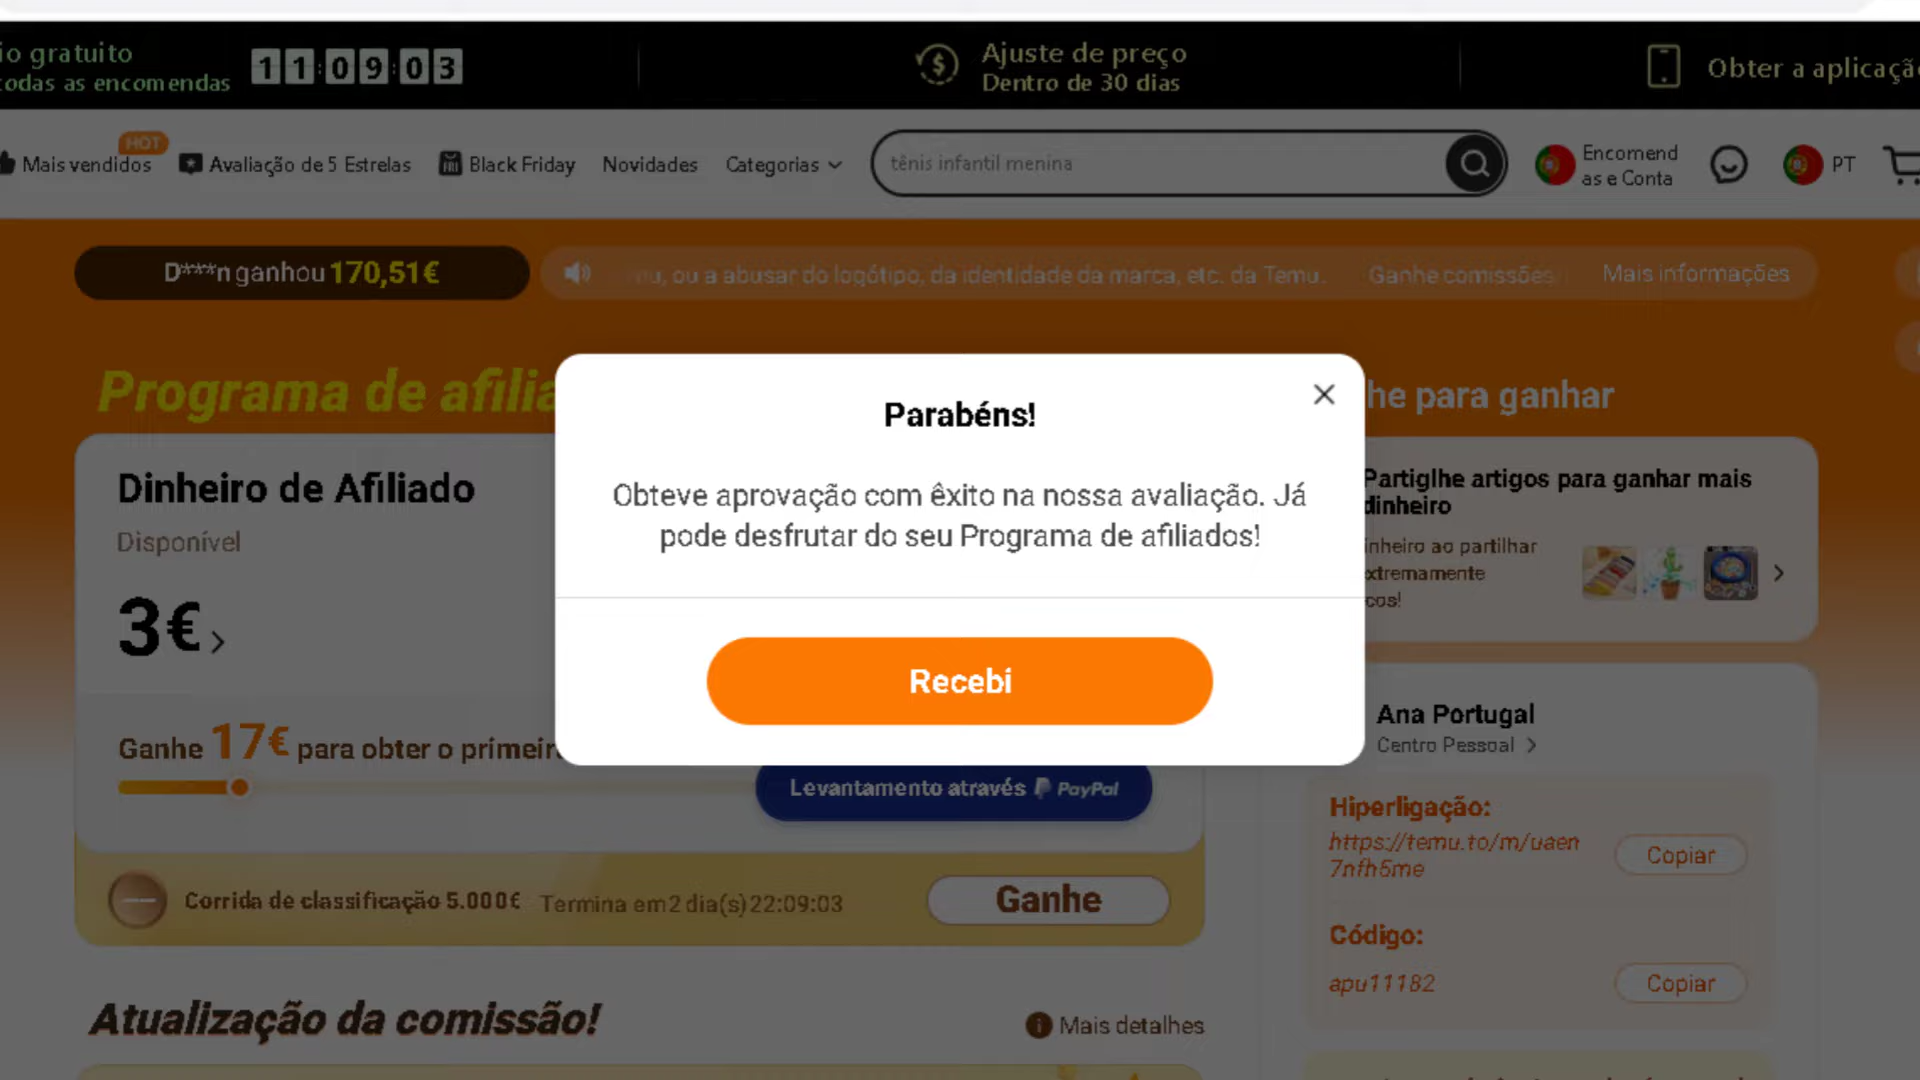 io gratuito
odas as encomendas
11:09:03
Ajuste de preço
Dentro de 30 dias
Obter a aplicaçã
Mais vendidos
HOT
Avaliação de 5 Estrelas
Black Friday
Novidades
Categorias
tênis infantil menina
Encomend
as e Conta
PT
D****n ganhou 170,51€
nu, ou a abusar do logótipo, da identidade da marca, etc. da Temu.
Ganhe comissões
Mais informações
Programa de afilia
he para ganhar
Parabéns!
Obteve aprovação com êxito na nossa avaliação. Já
pode desfrutar do seu Programa de afiliados!
Recebi
Dinheiro de Afiliado
Disponível
3€
Ganhe 17€ para obter o primeir
Levantamento através PayPal
Corrida de classificação 5.000€
Termina em 2 dia(s) 22:09:03
Ganhe
Atualização da comissão!
Mais detalhes
Partiglhe artigos para ganhar mais
dinheiro
inheiro ao partilhar
xtremamente
cos!
Ana Portugal
Centro Pessoal
Hiperligação:
https://temu.to/m/uaen
7nfh5me
Copiar
Código:
apu11182
Copiar